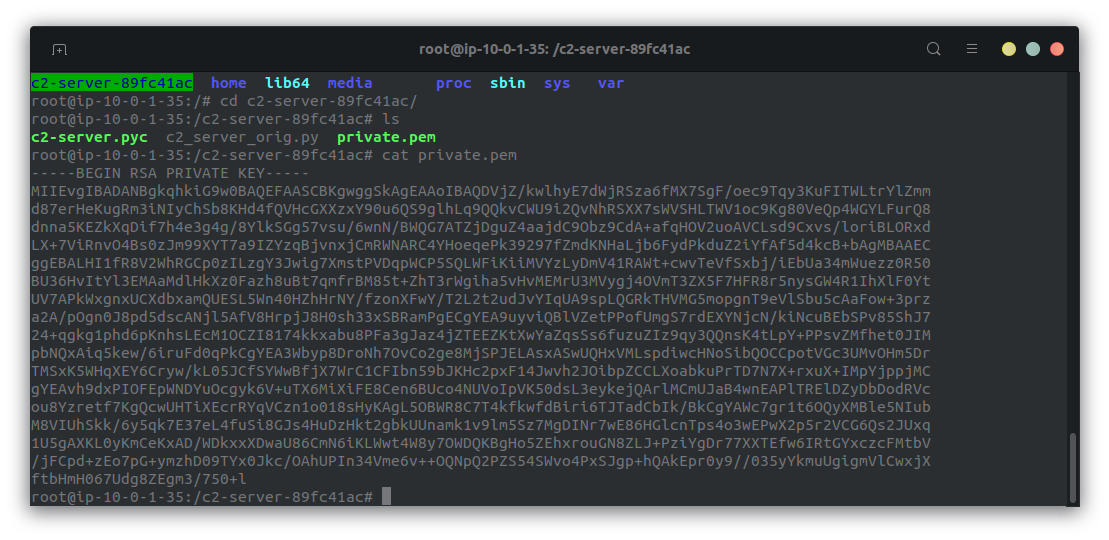 root@ip-10-0-1-35: /c2-server-89fc41ac
c2-server-89fc41ac home lib64 media proc sbin sys var
root@ip-10-0-1-35:/# cd c2-server-89fc41ac/
root@ip-10-0-1-35:/c2-server-89fc41ac# ls
c2-server.pyc c2_server_orig.py private.pem
root@ip-10-0-1-35:/c2-server-89fc41ac# cat private.pem
-----BEGIN RSA PRIVATE KEY-----
MIIEvgIBADANBgkqhkiG9w0BAQEFAASCBKgwggSkAgEAAoIBAQDVjZ/kwlhyE7dWjRSza6fMX7SgF/oec9Tqy3KuFITWLtrYlZmm
d87erHeKugRm3iNIyChSb8KHd4fQVHcGXXzxY90u6QS9glhLq9QQkvCWU9i2QvNhRSXX7sWVSHLTWV1oc9Kg80VeQp4WGYLFurQ8
dnna5KEZkXqDif7h4e3g4g/8YlkSGg57vsu/6wnN/BWQG7ATZjDguZ4aajdC9Obz9CdA+afqHOV2uoAVCLsd9Cxvs/loriBLORxd
LX+7ViRnvO4Bs0zJm99XYT7a9IZYzqBjvnxjCmRWNARC4YHoeqePk39297fZmdKNHaLjb6FydPkduZ2iYfAf5d4kcB+bAgMBAAEC
ggEBALHI1fR8V2WhRGCp0zILzgY3Jwig7XmstPVDqpWCP5SQLWFiKiiMVYzLyDmV41RAWt+cwvTeVfSxbj/iEbUa34mWuezz0R50
BU36HvItYl3EMAaMdlHkXz0Fazh8uBt7qmfrBM85t+ZhT3rWgiha5vHvMEMrU3MVygj4OVmT3ZX5F7HFR8r5nysGW4R1IhXlF0Yt
UV7APkWxgnxUCXdbxamQUESL5Wn40HZhHrNY/fzonXFwY/T2L2t2udJvYIqUA9spLQGRkTHVMG5mopgnT9eVlSbu5cAaFow+3prz
a2A/pOgn0J8pd5dscANjl5AfV8HrpjJ8H0sh33xSBRamPgECgYEA9uyviQBlVZetPPofUmgS7rdEXYNjcN/kiNcuBEbSPv85ShJ7
24+qgkg1phd6pKnhsLEcM1OCZI8174kkxabu8PFa3gJaz4jZTEEZKtXwYaZqsSs6fuzuZIz9qy3QQnsK4tLpY+PPsvZMfhet0JIM
pbNQxAiq5kew/6iruFd0qPkCgYEA3Wbyp8DroNh7OvCo2ge8MjSPJELAsxASwUQHxVMLspdiwcHNoSibQOCCpotVGc3UMvOHm5Dr
TMSxK5WHqXEY6Cryw/kL05JCfSYWwBfjX7WrC1CFIbn59bJKHc2pxF14Jwvh2JOibpZCCLXoabkuPrTD7N7X+rxuX+IMpYjppjMC
gYEAvh9dxPIOFEpWNDYuOcgyk6V+uTX6MiXiFE8Cen6BUco4NUVoIpVK50dsL3eykejQArlMCmUJaB4wnEAPlTRElDZyDbDodRVc
ou8Yzretf7KgQcwUHTiXEcrRYqVCzn1o018sHyKAgL5OBWR8C7T4kfkwfdBiri6TJTadCbIk/BkCgYAWc7gr1t6OQyXMBle5NIub
M8VIUhSkk/6y5qk7E37eL4fuSi8GJs4HuDzHkt2gbkUUnamk1v9lm5Ssz7MgDINr7wE86HGlcnTps4o3wEPwX2p5r2VCG6Qs2JUxq
1U5gAXKL0yKmCeKxAD/WDkxxXDwaU86CmN6iKLWwt4W8y7OWDQKBgHo5ZEhxrouGN8ZLJ+PziYgDr77XXTEfw6IRtGYxczcFMtbV
/jFCpd+zEo7pG+ymzhD09TYx0Jkc/OAhUPIn34Vme6v++OQNpQ2PZS54SWvo4PxSJgp+hQAkEpr0y9//035yYkmuUgigmVlCwxjX
ftbHmH067Udg8ZEgm3/750+l
root@ip-10-0-1-35:/c2-server-89fc41ac#